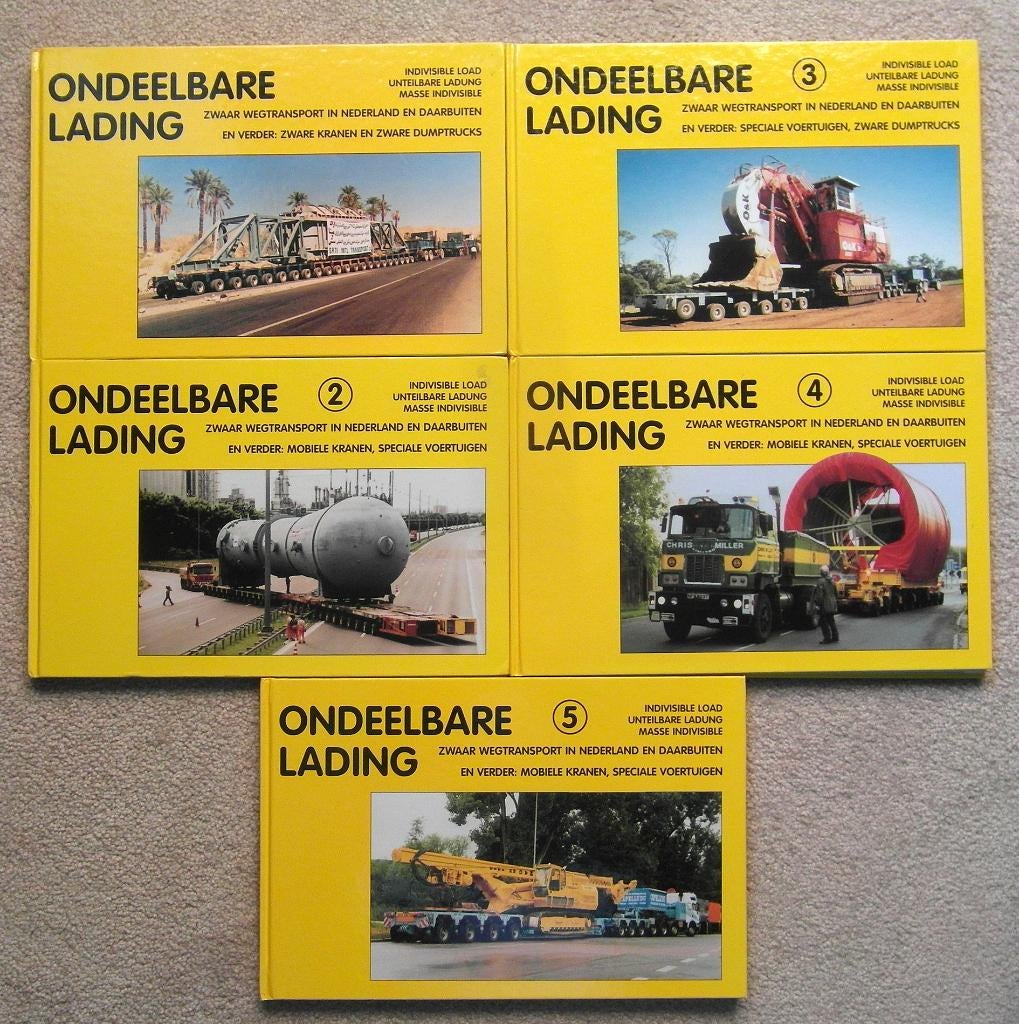 ONDEELBARE
LADING
INDIVISIBLE LOAD
UNTEILBARE LADUNG
MASSE INDIVISIBLE
ZWAAR WEGTRANSPORT IN NEDERLAND EN DAARBUITEN
EN VERDER: ZWARE KRANEN EN ZWARE DUMPTRUCKS
ONDEELBARE
LADING
3
INDIVISIBLE LOAD
UNTEILBARE LADUNG
MASSE INDIVISIBLE
ZWAAR WEGTRANSPORT IN NEDERLAND EN DAARBUITEN
EN VERDER: SPECIALE VOERTUIGEN, ZWARE DUMPTRUCKS
O&K
O&K
ONDEELBARE
LADING
2
INDIVISIBLE LOAD
UNTEILBARE LADUNG
MASSE INDIVISIBLE
ZWAAR WEGTRANSPORT IN NEDERLAND EN DAARBUITEN
EN VERDER: MOBIELE KRANEN, SPECIALE VOERTUIGEN
ONDEELBARE
LADING
4
INDIVISIBLE LOAD
UNTEILBARE LADUNG
MASSE INDIVISIBLE
ZWAAR WEGTRANSPORT IN NEDERLAND EN DAARBUITEN
EN VERDER: MOBIELE KRANEN, SPECIALE VOERTUIGEN
CHRIS MILLER
ONDEELBARE
LADING
5
INDIVISIBLE LOAD
UNTEILBARE LADUNG
MASSE INDIVISIBLE
ZWAAR WEGTRANSPORT IN NEDERLAND EN DAARBUITEN
EN VERDER: MOBIELE KRANEN, SPECIALE VOERTUIGEN